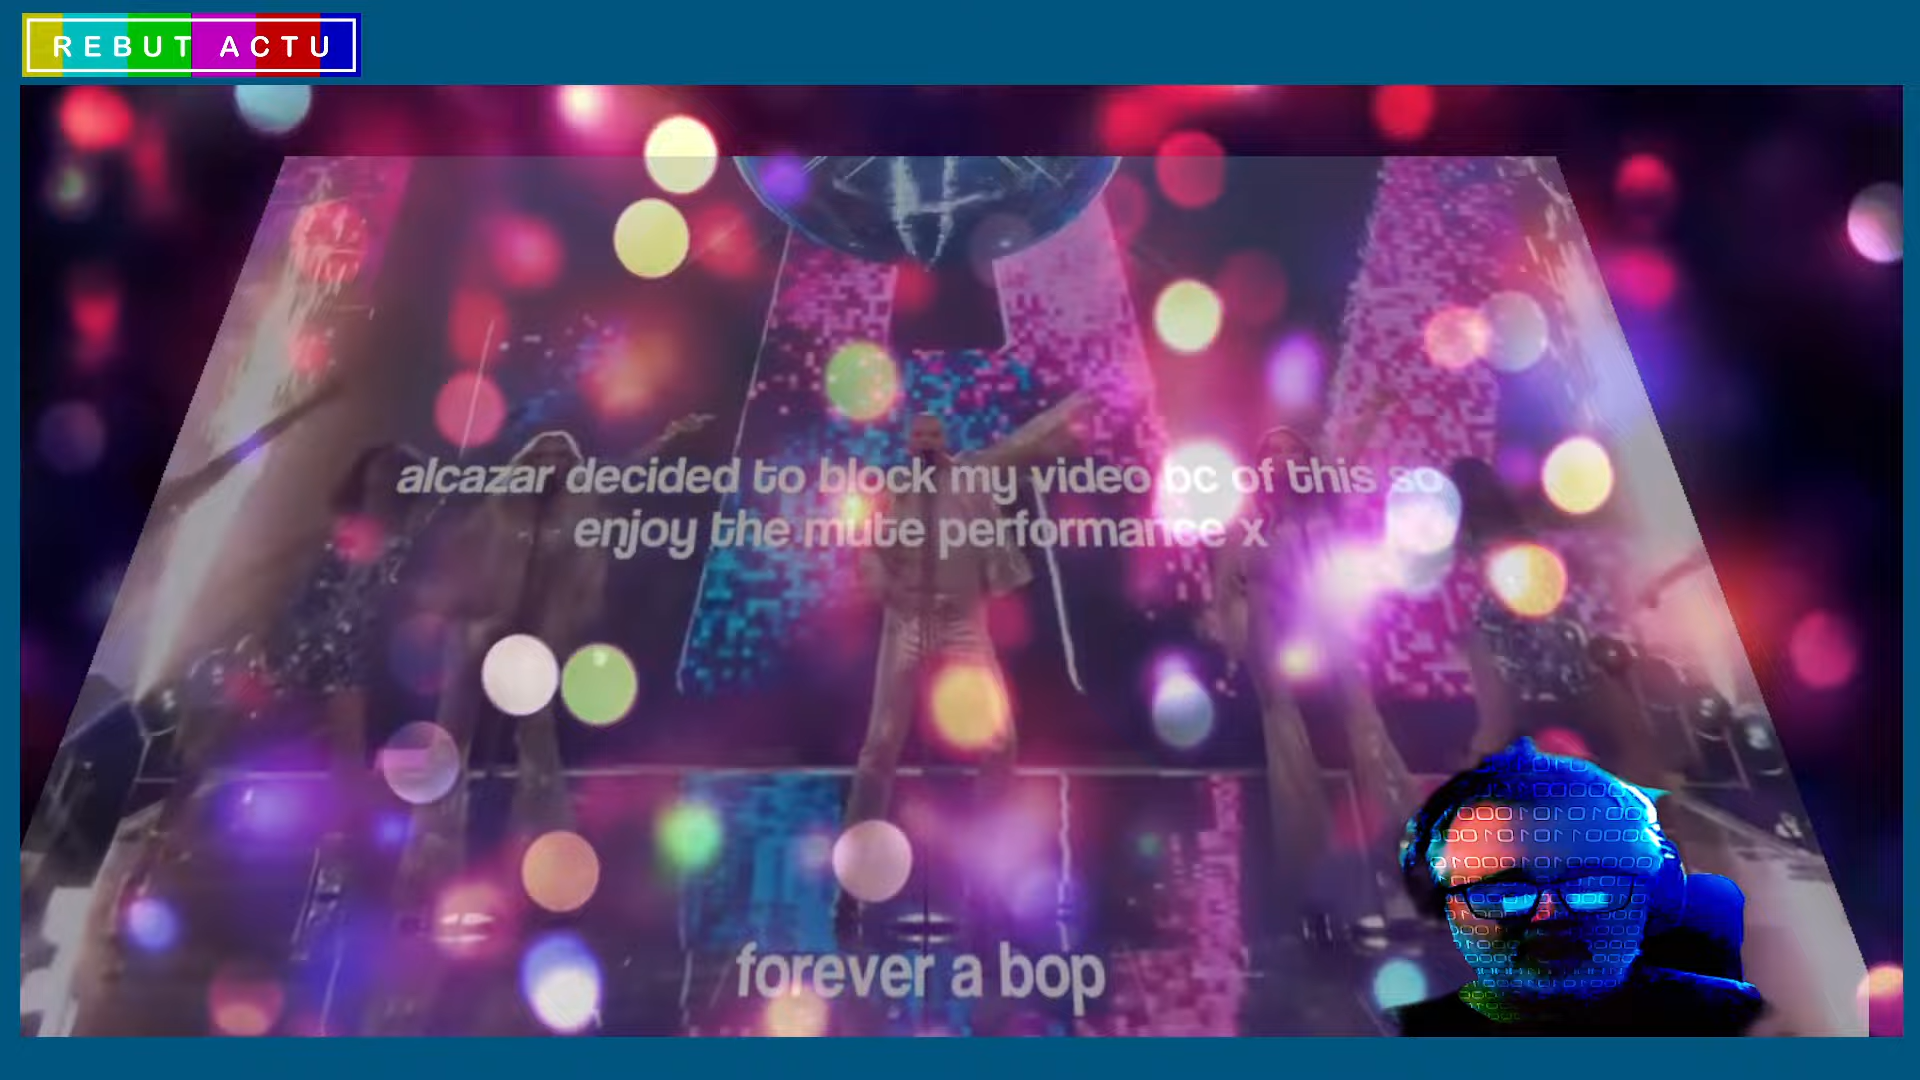 REBUT ACTU
alcazar decided to block my video bc of this so
enjoy the mute performance x
forever a bop